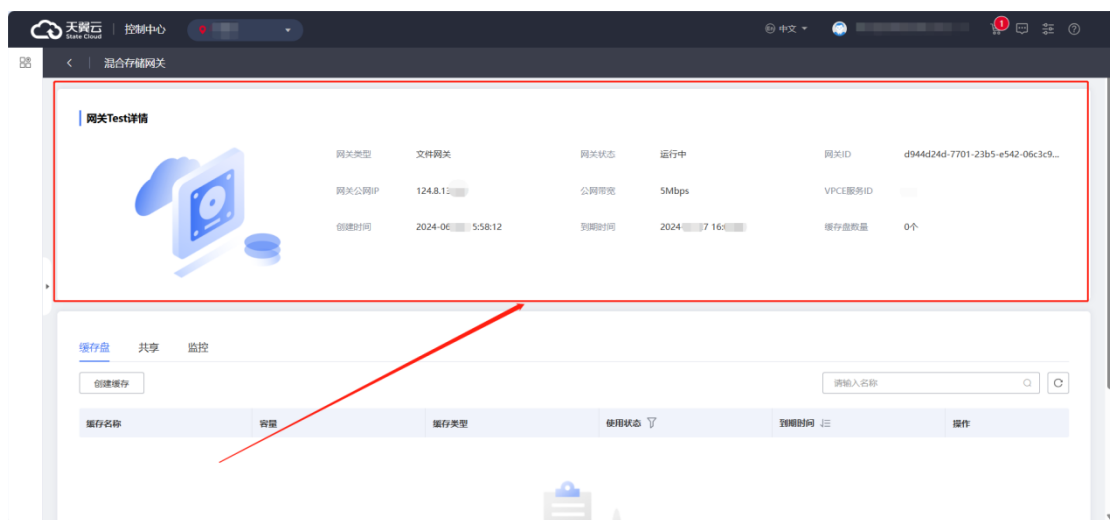 天翼云 State Cloud 控制中心 中文 1
混合存储网关
网关Test详情
网关类型 文件网关 网关状态 运行中 网关ID d944d24d-7701-23b5-e542-06c3c9...
网关公网IP 124.8.1 公网带宽 5Mbps VPCE服务ID
创建时间 2024-06 5:58:12 到期时间 2024 7 16: 缓存盘数量 0个
缓存盘 共享 监控
创建缓存 请输入名称
缓存名称 容量 缓存类型 使用状态 到期时间 操作